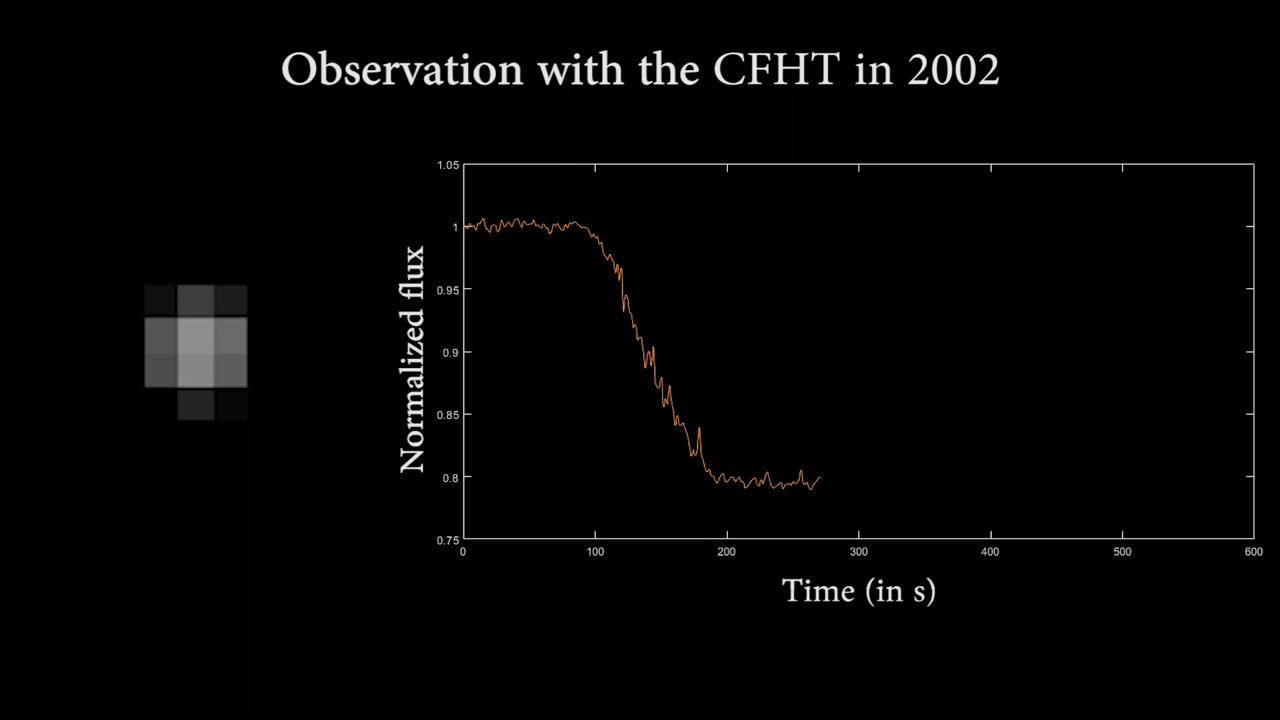 Observation with the CFHT in 2002
1.05
1
0.95
0.9
0.85
0.8
0.75
Normalized flux
0 100 200 300 400 500 600
Time (in s)